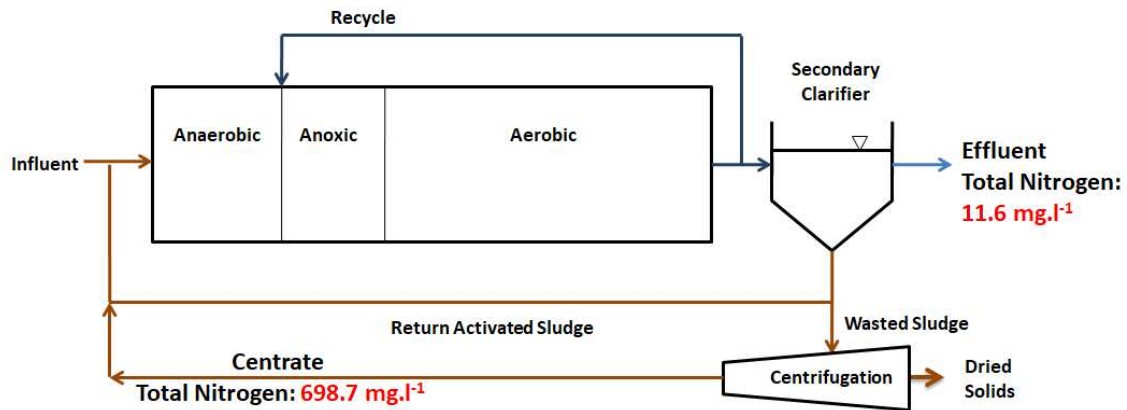 Recycle
Secondary
Clarifier
Anaerobic
Anoxic
Aerobic
Influent
Effluent
Total Nitrogen:
11.6 mg.l-1
Return Activated Sludge
Wasted Sludge
Centrate
Total Nitrogen: 698.7 mg.l-1
Centrifugation
Dried
Solids